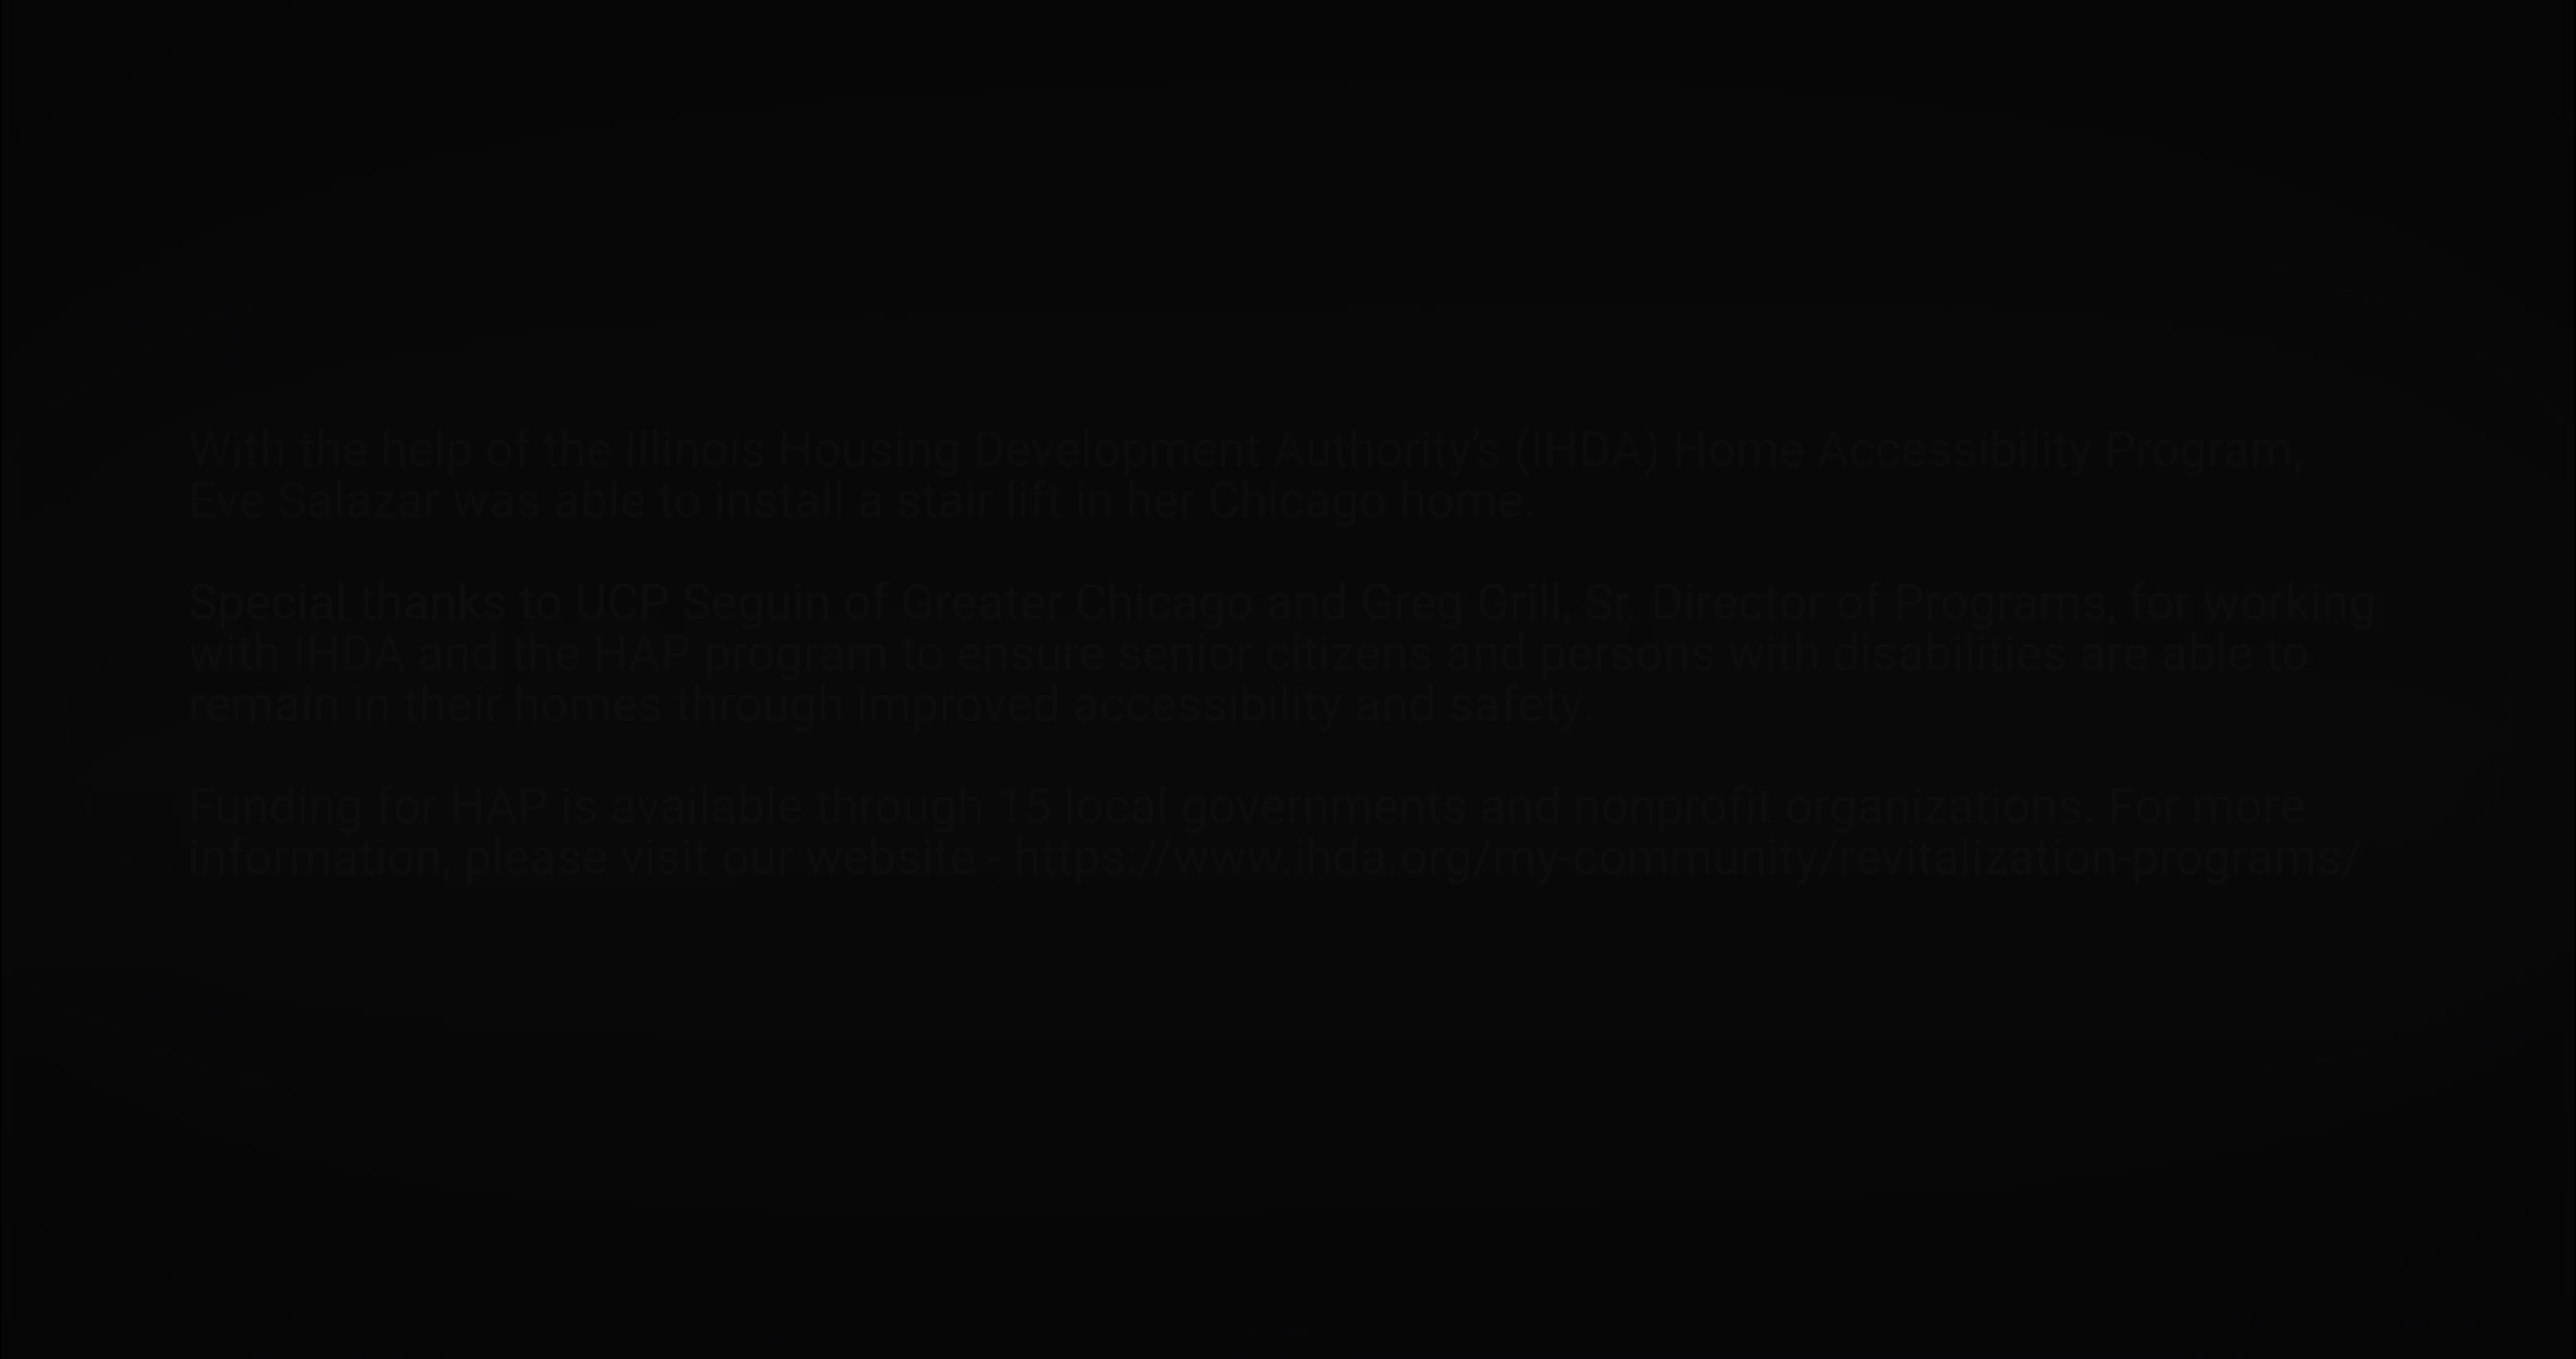 With the help of the Illinois Housing Development Authority's (IHDA) Home Accessibility Program,
Eve Salazar was able to install a stair lift in her Chicago home.
Special thanks to UCP Seguin of Greater Chicago and Greg Grill, Sr. Director of Programs, for working
with IHDA and the HAP program to ensure senior citizens and persons with disabilities are able to
remain in their homes through improved accessibility and safety.
Funding for HAP is available through 15 local governments and nonprofit organizations. For more
information, please visit our website - https://www.ihda.org/my-community/revitalization-programs/